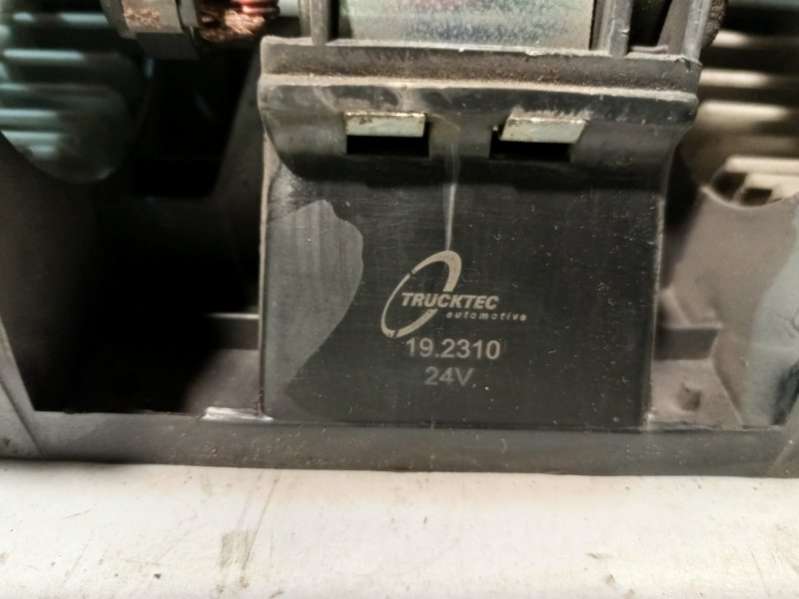 TRUCKTEC
automotive
19.2310
24V.